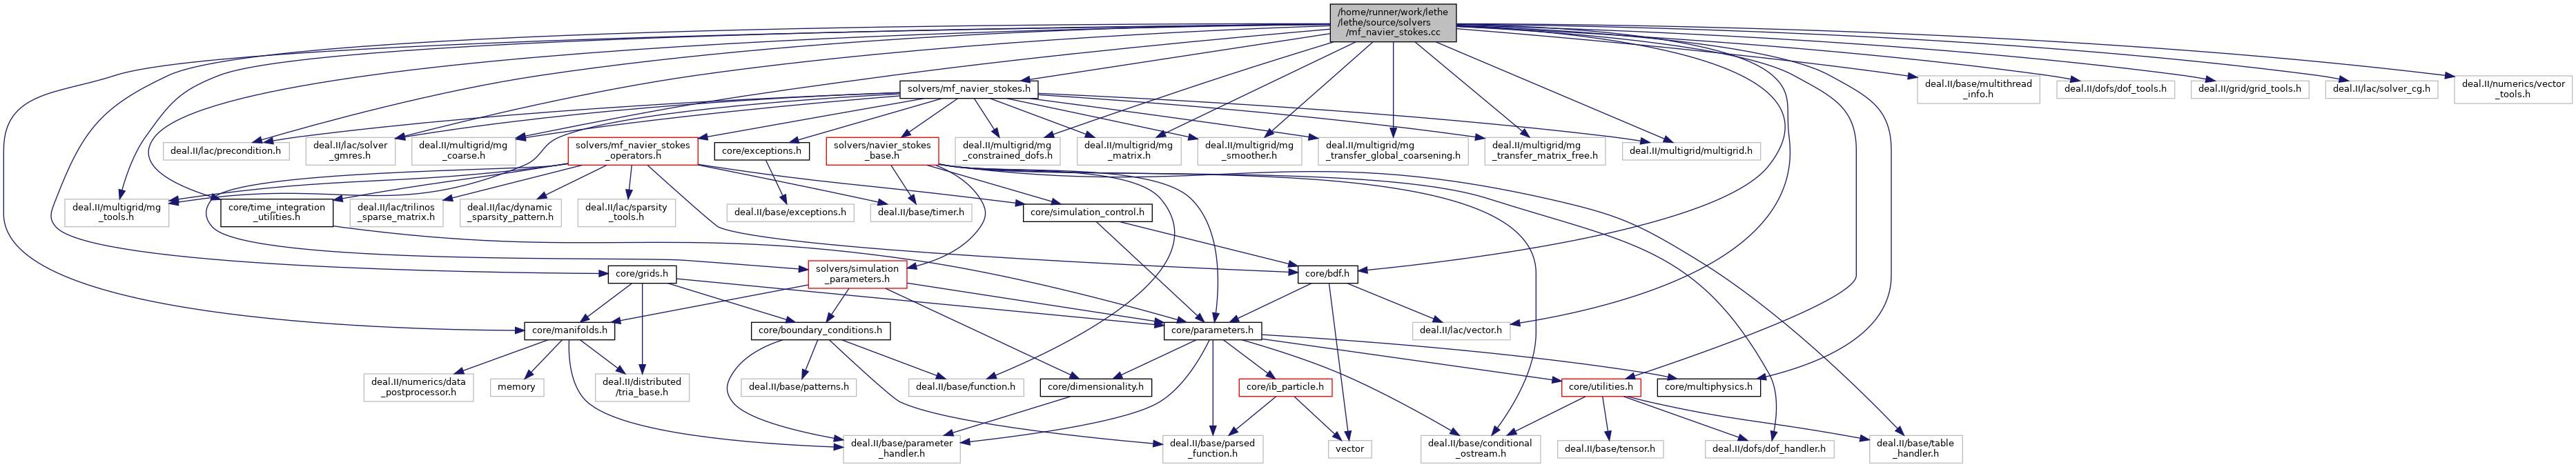 /home/runner/work/lethe
/lethe/source/solvers
/mf_navier_stokes.cc
solvers/mf_navier_stokes.h
deal.II/base/multithread
_info.h
deal.II/dofs/dof_tools.h
deal.II/grid/grid_tools.h
deal.II/lac/solver_cg.h
deal.II/numerics/vector
_tools.h
deal.II/lac/precondition.h
deal.II/lac/solver
_gmres.h
deal.II/multigrid/mg
_coarse.h
solvers/mf_navier_stokes
_operators.h
core/exceptions.h
solvers/navier_stokes
_base.h
deal.II/multigrid/mg
_constrained_dofs.h
deal.II/multigrid/mg
_matrix.h
deal.II/multigrid/mg
_smoother.h
deal.II/multigrid/mg
_transfer_global_coarsening.h
deal.II/multigrid/mg
_transfer_matrix_free.h
deal.II/multigrid/multigrid.h
deal.II/multigrid/mg
_tools.h
core/time_integration
_utilities.h
deal.II/lac/trilinos
_sparse_matrix.h
deal.II/lac/dynamic
_sparsity_pattern.h
deal.II/lac/sparsity
_tools.h
deal.II/base/exceptions.h
deal.II/base/timer.h
core/simulation_control.h
core/grids.h
solvers/simulation
_parameters.h
core/bdf.h
core/manifolds.h
core/boundary_conditions.h
core/parameters.h
deal.II/lac/vector.h
deal.II/numerics/data
_postprocessor.h
memory
deal.II/distributed
/tria_base.h
deal.II/base/patterns.h
deal.II/base/function.h
core/dimensionality.h
core/ib_particle.h
core/utilities.h
core/multiphysics.h
deal.II/base/parameter
_handler.h
deal.II/base/parsed
_function.h
vector
deal.II/base/conditional
_ostream.h
deal.II/base/tensor.h
deal.II/dofs/dof_handler.h
deal.II/base/table
_handler.h